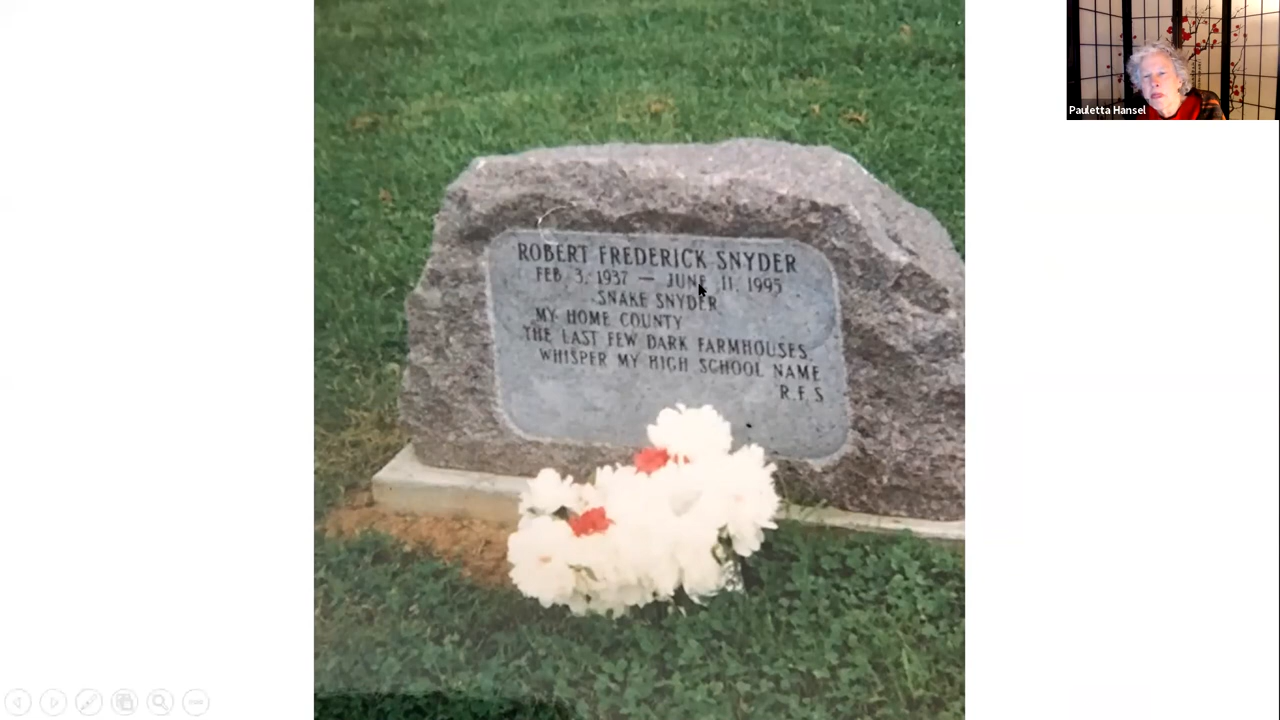 Pauletta Hansel
ROBERT FREDERICK SNYDER
FEB. 3, 1937 — JUNE 11, 1995
SNAKE SNYDER
MY HOME COUNTY
THE LAST FEW DARK FARMHOUSES
WHISPER MY HIGH SCHOOL NAME
R.F.S